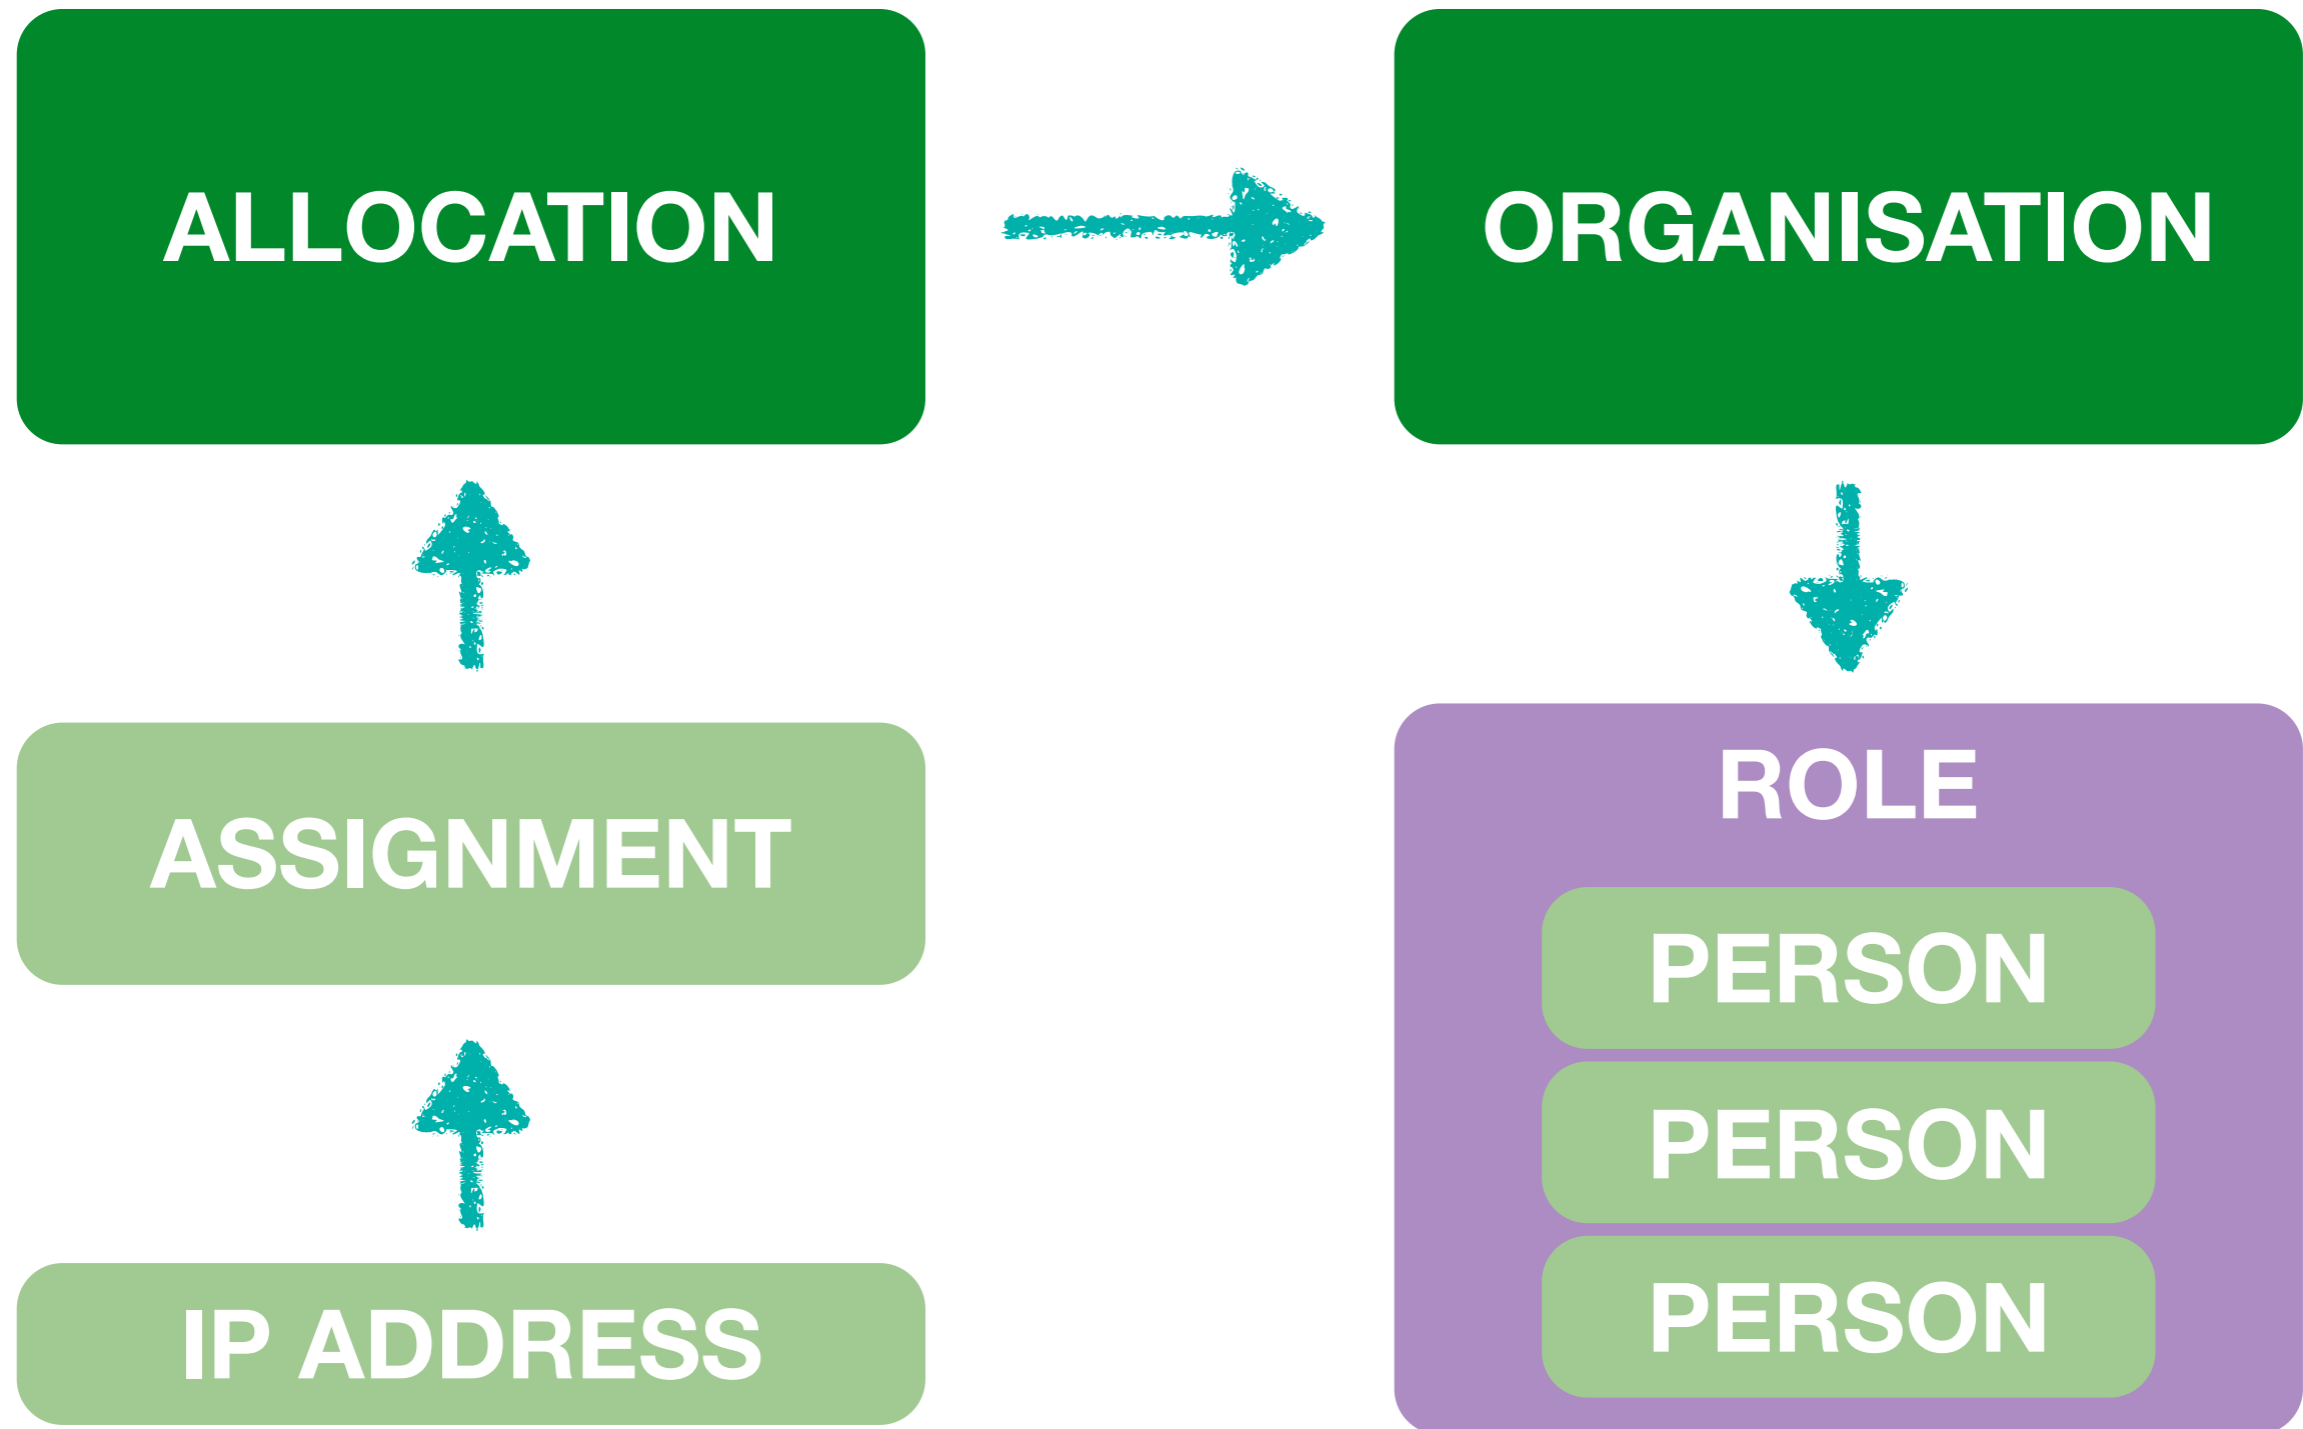 ALLOCATION
ORGANISATION
ASSIGNMENT
IP ADDRESS
ROLE
PERSON
PERSON
PERSON